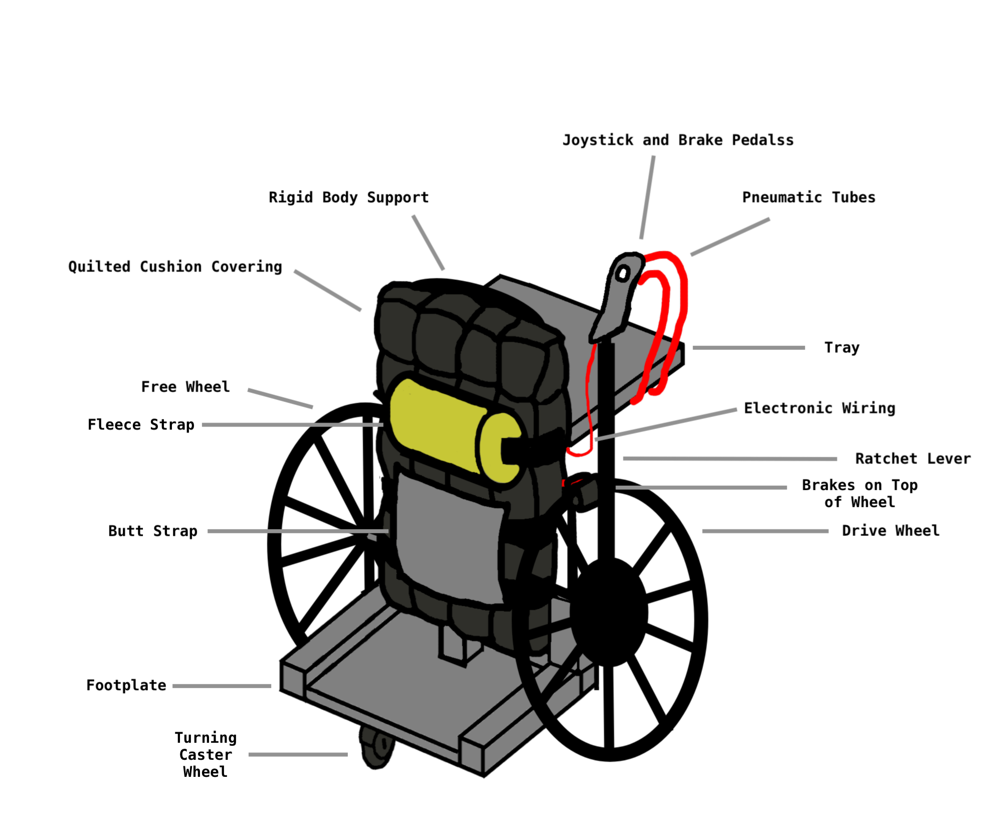 Joystick and Brake Pedalss
Rigid Body Support
Pneumatic Tubes
Quilted Cushion Covering
Tray
Free Wheel
Electronic Wiring
Fleece Strap
Ratchet Lever
Brakes on Top
of Wheel
Butt Strap
Drive Wheel
Footplate
Turning
Caster
Wheel